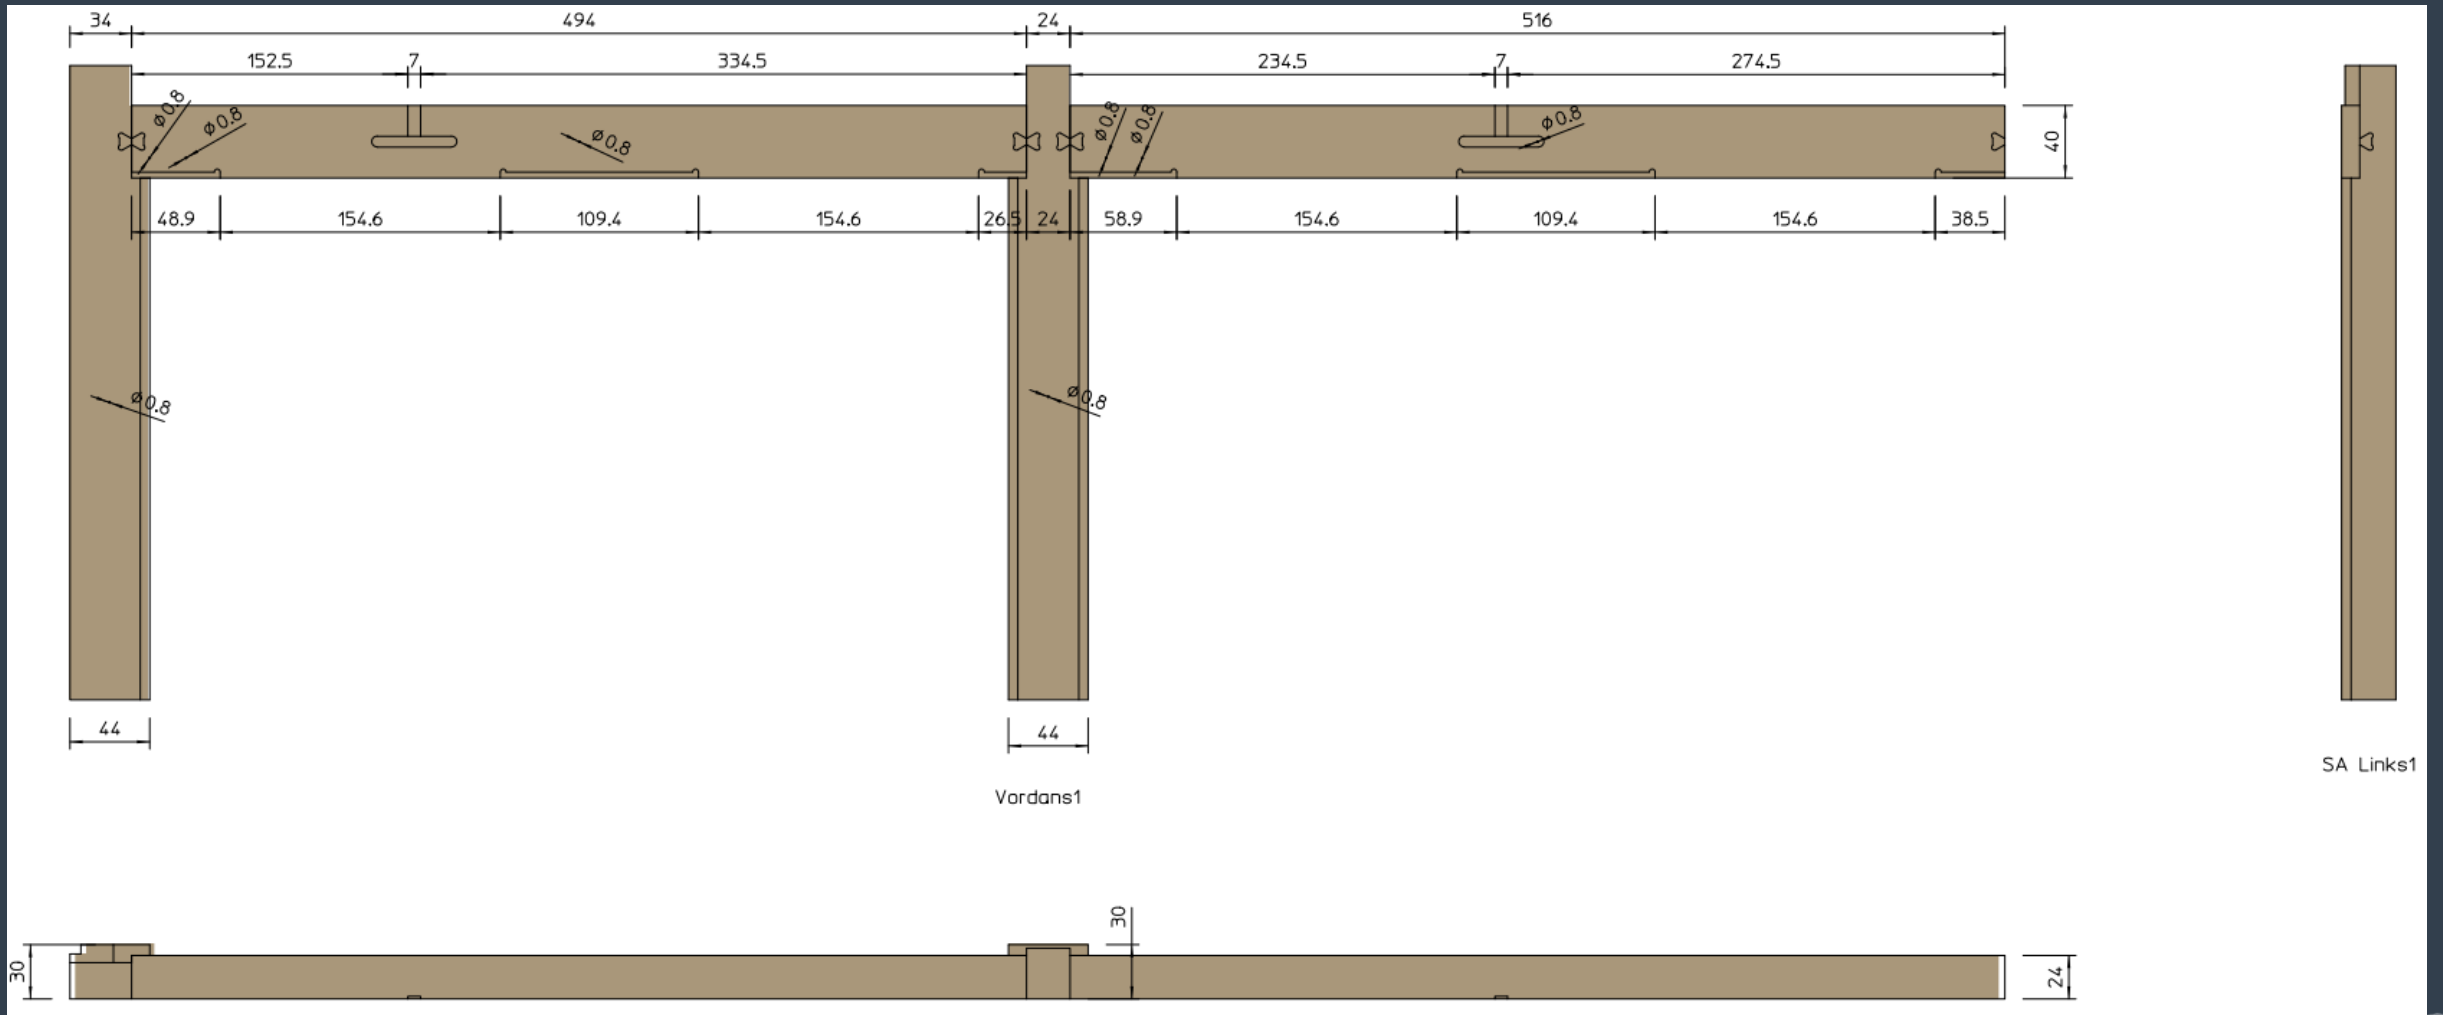 34 494 24 516
152.5 7 334.5 234.5 7 274.5
ø0.8 ø0.8 ø0.8 ø0.8 ø0.8 ø0.8
40
48.9 154.6 109.4 154.6 26.5 24 58.9 154.6 109.4 154.6 38.5
ø0.8 ø0.8
44 44
SA Links1
Vordans1
30
30 24